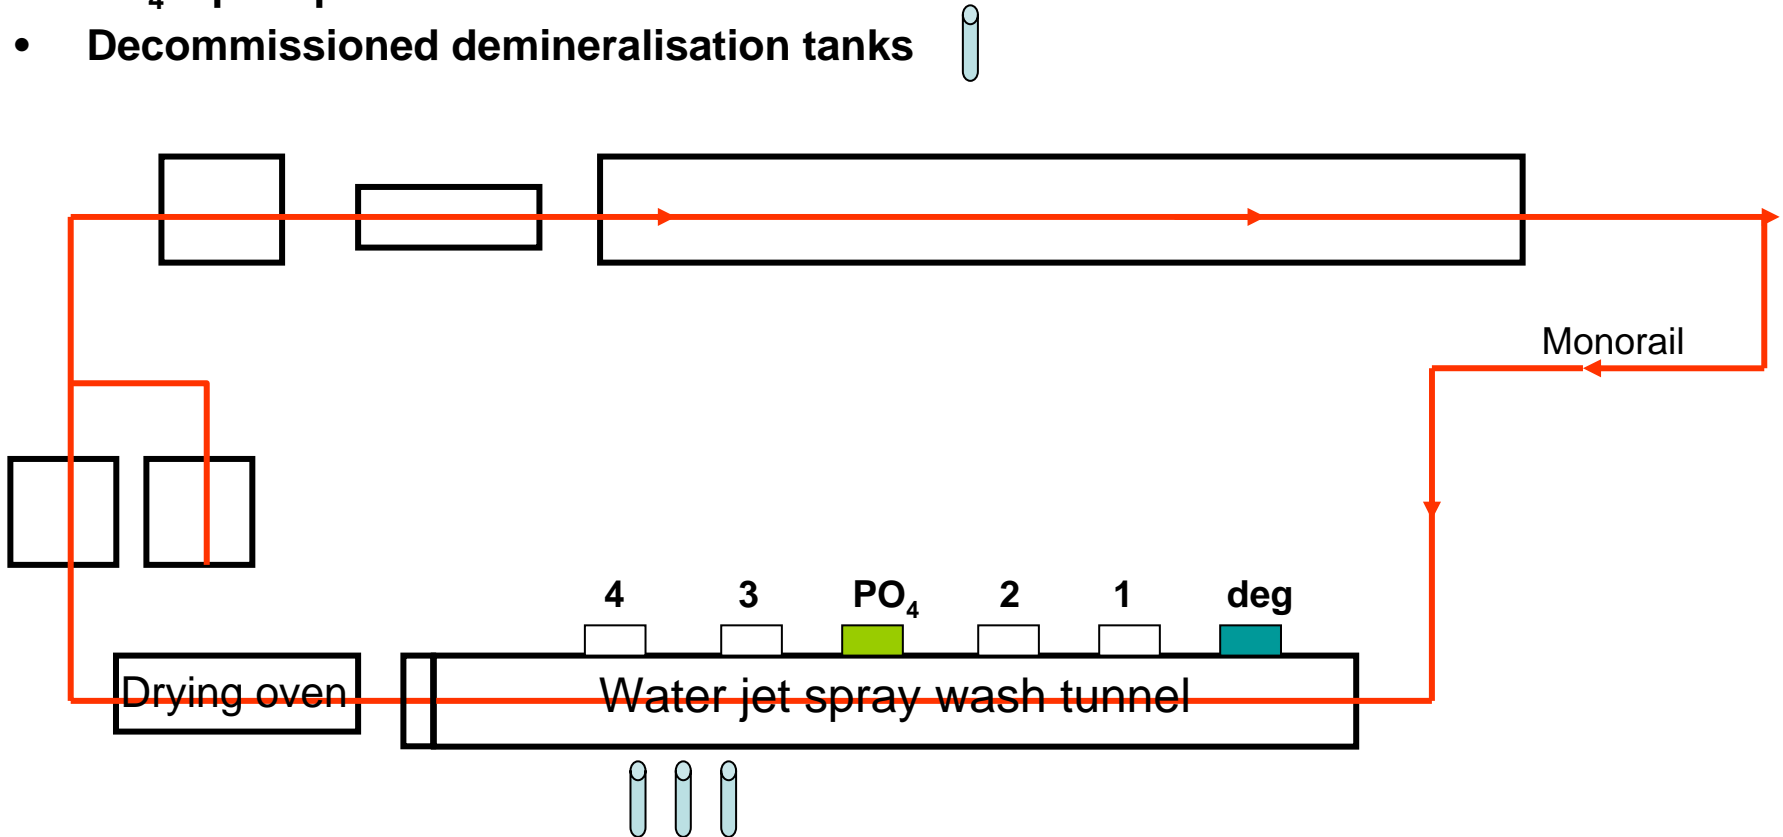 • Decommissioned demineralisation tanks
Monorail
4 3 PO₄ 2 1 deg
Drying oven
Water jet spray wash tunnel